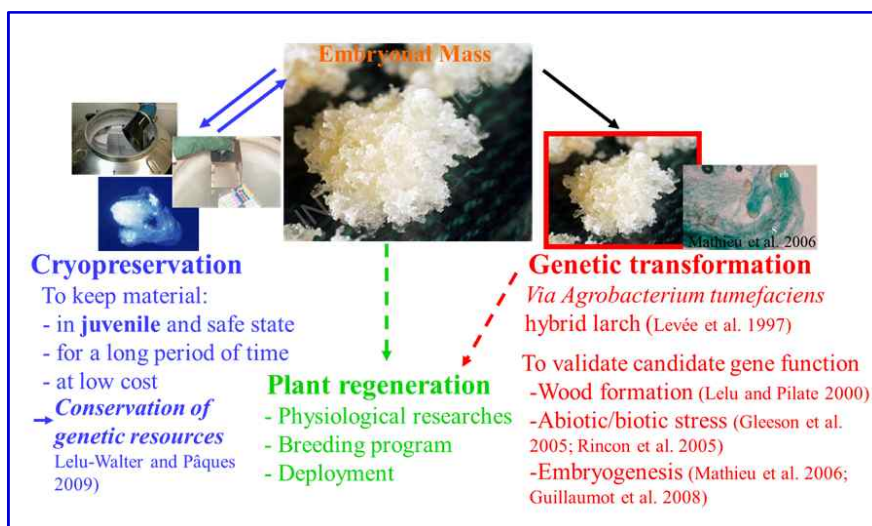 Embryonal Mass
eh
S
Mathieu et al. 2006
Cryopreservation
To keep material:
- in juvenile and safe state
- for a long period of time
- at low cost
Conservation of
genetic resources
Lelu-Walter and Pâques
2009)
Plant regeneration
- Physiological researches
- Breeding program
- Deployment
Genetic transformation
Via Agrobacterium tumefaciens
hybrid larch (Levée et al. 1997)
To validate candidate gene function
-Wood formation (Lelu and Pilate 2000)
-Abiotic/biotic stress (Gleeson et al.
2005; Rincon et al. 2005)
-Embryogenesis (Mathieu et al. 2006;
Guillaumot et al. 2008)